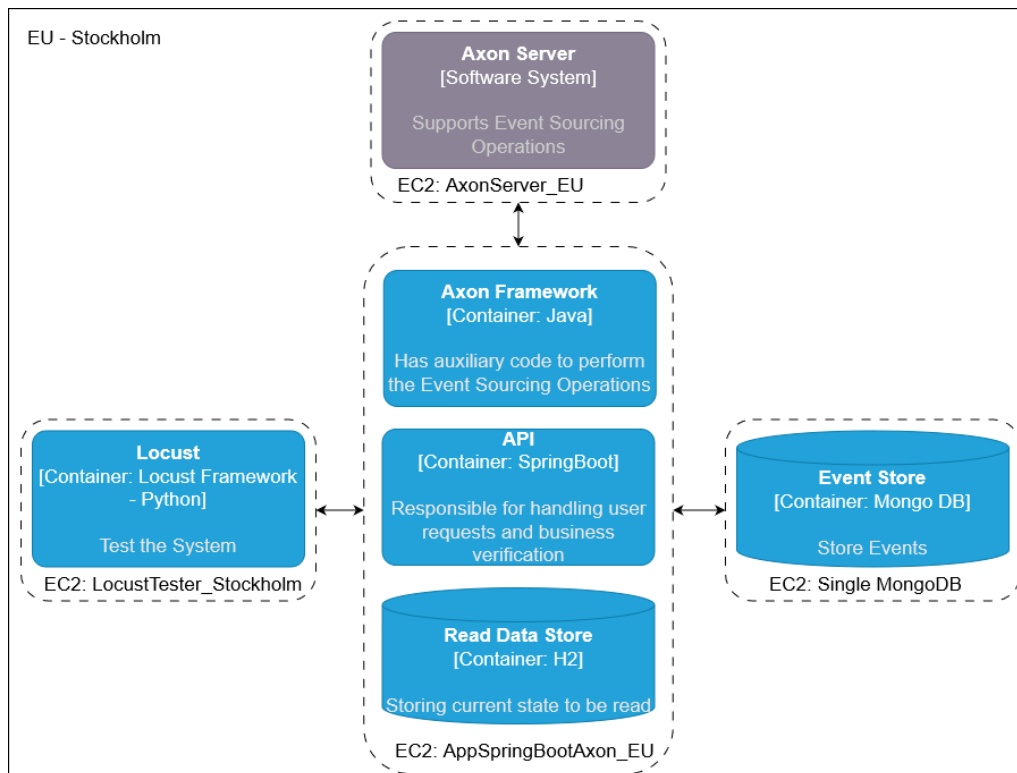 EU - Stockholm
Axon Server
[Software System]
Supports Event Sourcing
Operations
EC2: AxonServer_EU
Axon Framework
[Container: Java]
Has auxiliary code to perform
the Event Sourcing Operations
Locust
[Container: Locust Framework
- Python]
Test the System
EC2: LocustTester_Stockholm
API
[Container: SpringBoot]
Responsible for handling user
requests and business
verification
Event Store
[Container: Mongo DB]
Store Events
EC2: Single MongoDB
Read Data Store
[Container: H2]
Storing current state to be read
EC2: AppSpringBootAxon_EU